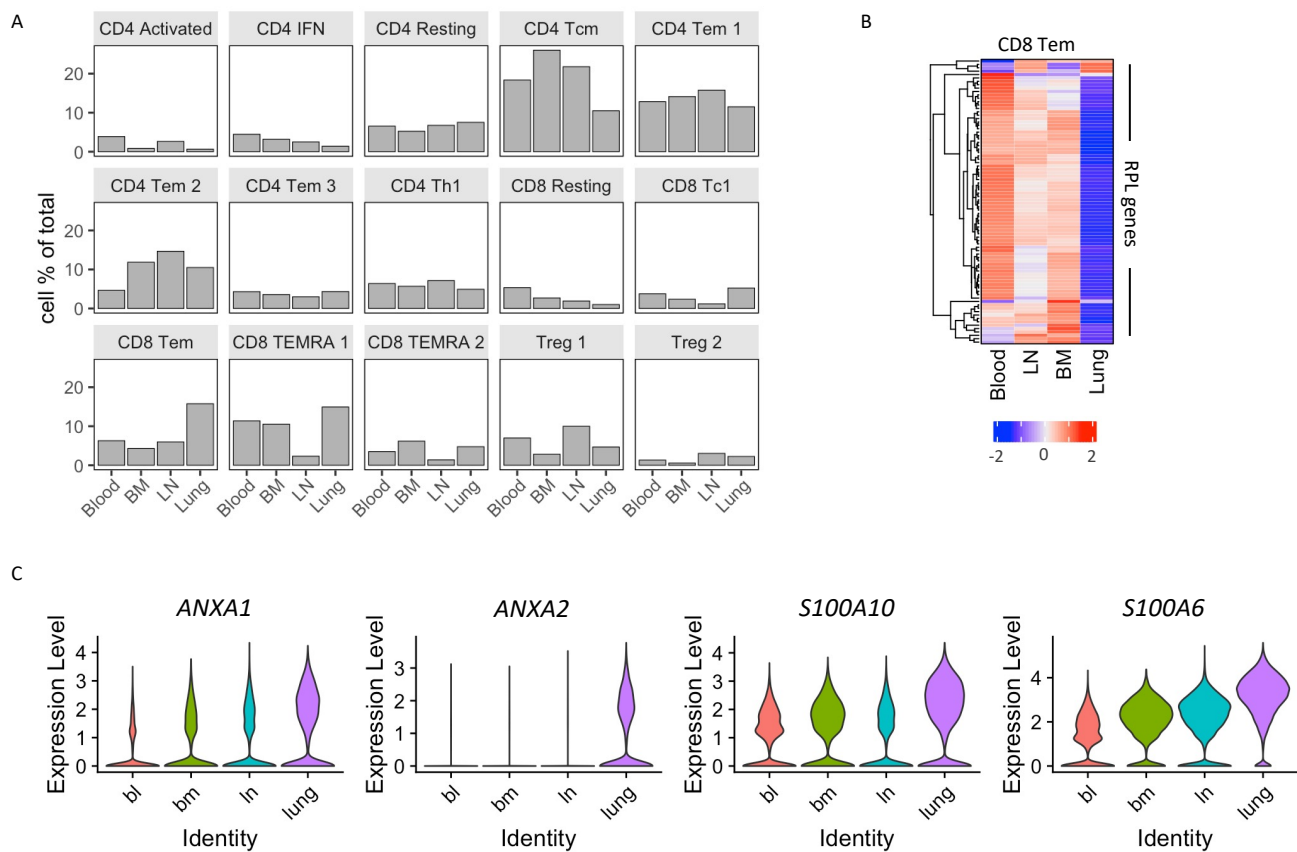 A
CD4 Activated CD4 IFN CD4 Resting CD4 Tcm CD4 Tem 1
20
10
0
CD4 Tem 2 CD4 Tem 3 CD4 Th1 CD8 Resting CD8 Tc1
20
10
0
CD8 Tem CD8 TEMRA 1 CD8 TEMRA 2 Treg 1 Treg 2
20
10
0
cell % of total
Blood BM LN Lung Blood BM LN Lung Blood BM LN Lung Blood BM LN Lung Blood BM LN Lung
B
CD8 Tem
RPL genes
Blood LN BM Lung
-2 0 2
C
ANXA1 ANXA2 S100A10 S100A6
Expression Level
4
3
2
1
0
bl bm ln lung
Identity
Expression Level
3
2
1
0
bl bm ln lung
Identity
Expression Level
4
3
2
1
0
bl bm ln lung
Identity
Expression Level
4
2
0
bl bm ln lung
Identity